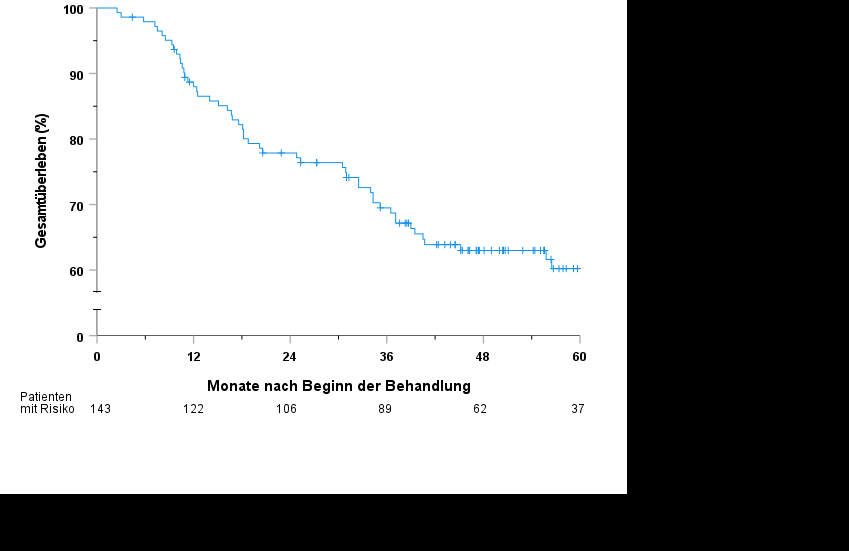 100
90
80
70
60
0
Gesamtüberleben (%)
0 12 24 36 48 60
Monate nach Beginn der Behandlung
Patienten
mit Risiko 143 122 106 89 62 37